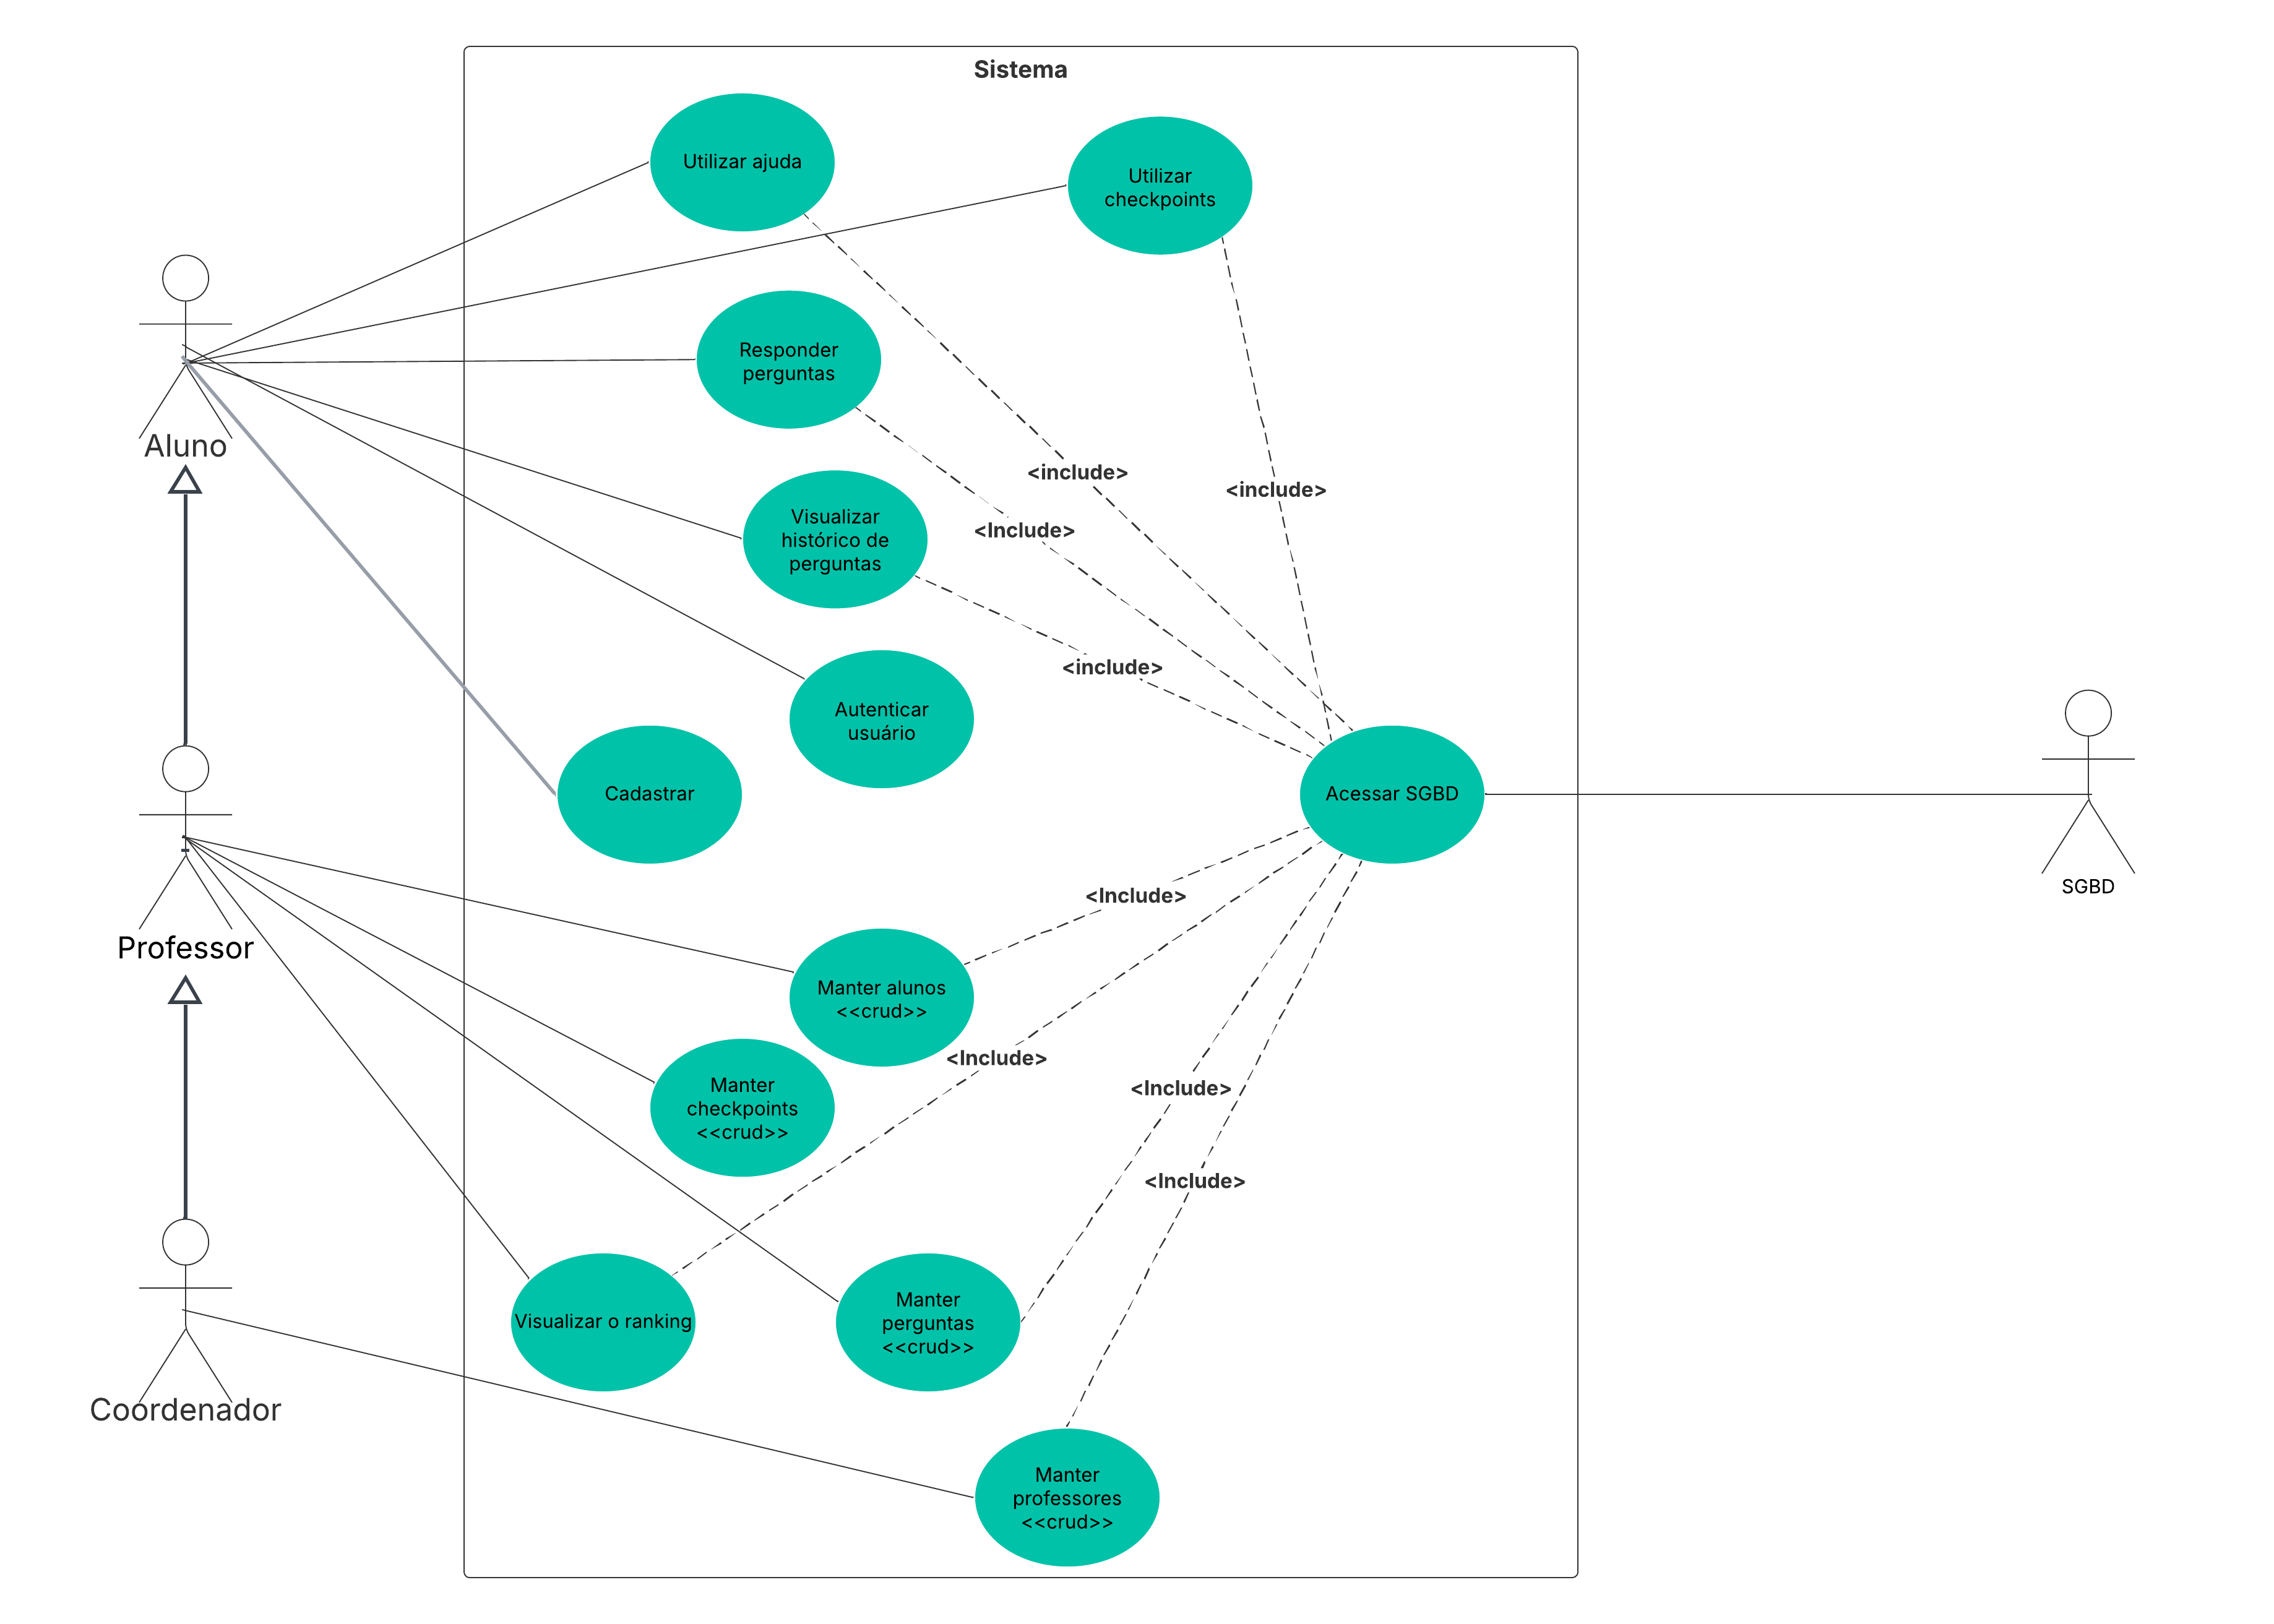 Sistema
Utilizar ajuda
Utilizar
checkpoints
Responder
perguntas
Aluno
<include>
<include>
Visualizar
histórico de
perguntas
<Include>
<include>
Autenticar
usuário
Cadastrar
Acessar SGBD
SGBD
<Include>
Professor
Manter alunos
<<crud>>
<Include>
Manter
checkpoints
<<crud>>
<Include>
<Include>
Visualizar o ranking
Manter
perguntas
<<crud>>
Coordenador
Manter
professores
<<crud>>